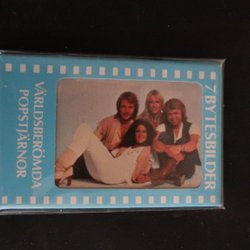 7 BYTESBILDER
VÄRLDSBERÖMDA
POPSTJÄRNOR